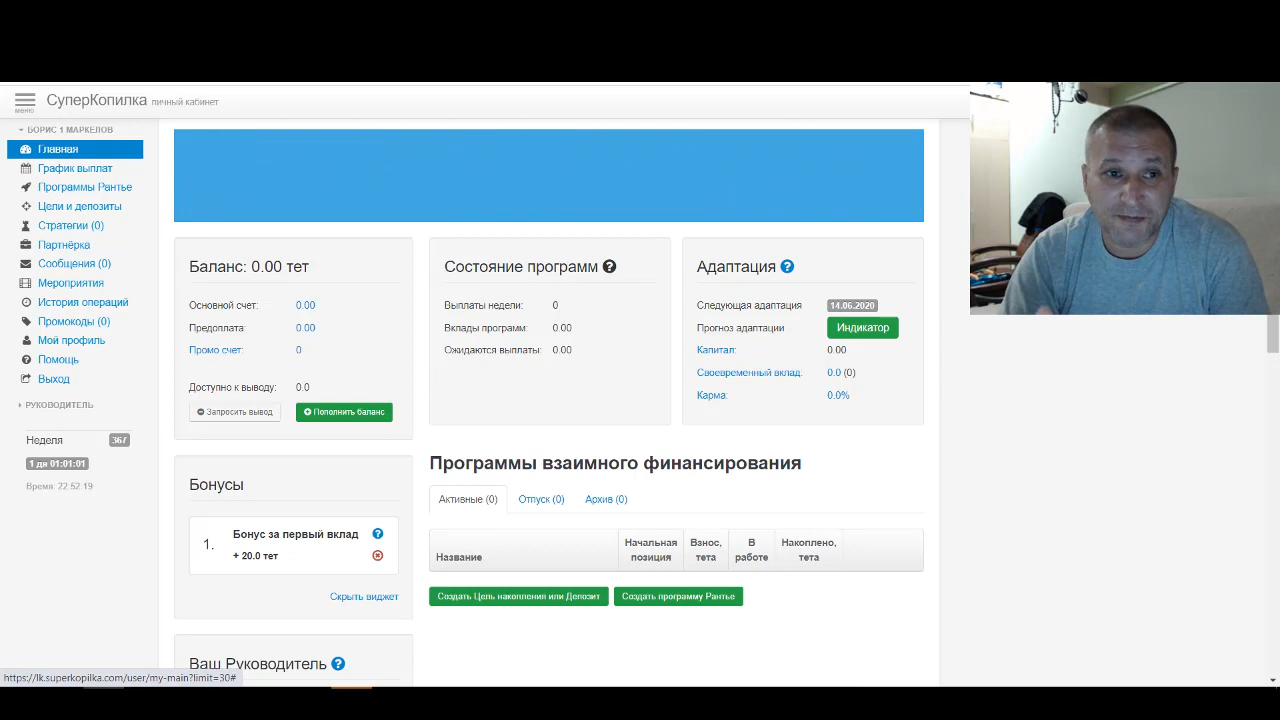 СуперКопилка личный кабинет
меню
БОРИС 1 МАРКЕЛОВ
Главная
График выплат
Программы Рантье
Цели и депозиты
Стратегии (0)
Партнёрка
Сообщения (0)
Мероприятия
История операций
Промокоды (0)
Мой профиль
Помощь
Выход
РУКОВОДИТЕЛЬ
Неделя 367
1 дн 01:01:01
Время: 22:52:19
Баланс: 0.00 тет
Основной счет: 0.00
Предоплата: 0.00
Промо счет: 0
Доступно к выводу: 0.0
Запросить вывод
Пополнить баланс
Состояние программ
Выплаты недели: 0
Вклады программ: 0.00
Ожидаются выплаты: 0.00
Адаптация
Следующая адаптация 14.06.2020
Прогноз адаптации Индикатор
Капитал: 0.00
Своевременный вклад: 0.0 (0)
Карма: 0.0%
Бонусы
1. Бонус за первый вклад
+ 20.0 тет
Скрыть виджет
Ваш Руководитель
Программы взаимного финансирования
Активные (0) Отпуск (0) Архив (0)
Название
Начальная позиция
Взнос, тета
В работе
Накоплено, тета
Создать Цель накопления или Депозит
Создать программу Рантье
https://lk.superkopilka.com/user/my-main?limit=30#